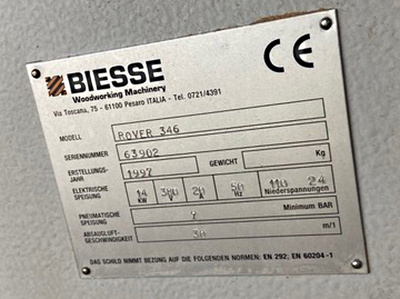 BIESSE
Woodworking Machinery
Via Toscana, 75 - 61100 Pesaro ITALIA - Tel. 0721/4391
CE
MODELL ROVER 346
SERIENNUMMER 63902
ERSTELLUNGS-JAHR 1997 GEWICHT Kg
ELEKTRISCHE SPEISUNG 14 KW 380 V 20 A 50 Hz 110 24 Niederspannungen
PNEUMATISCHE SPEISUNG 7 Minimum BAR
ABSAUGLUFT-GESCHWINDIGKEIT 30 m/1
DAS SCHILD NIMMT BEZUG AUF DIE FOLGENDE NORMEN: EN 292; EN 60204-1